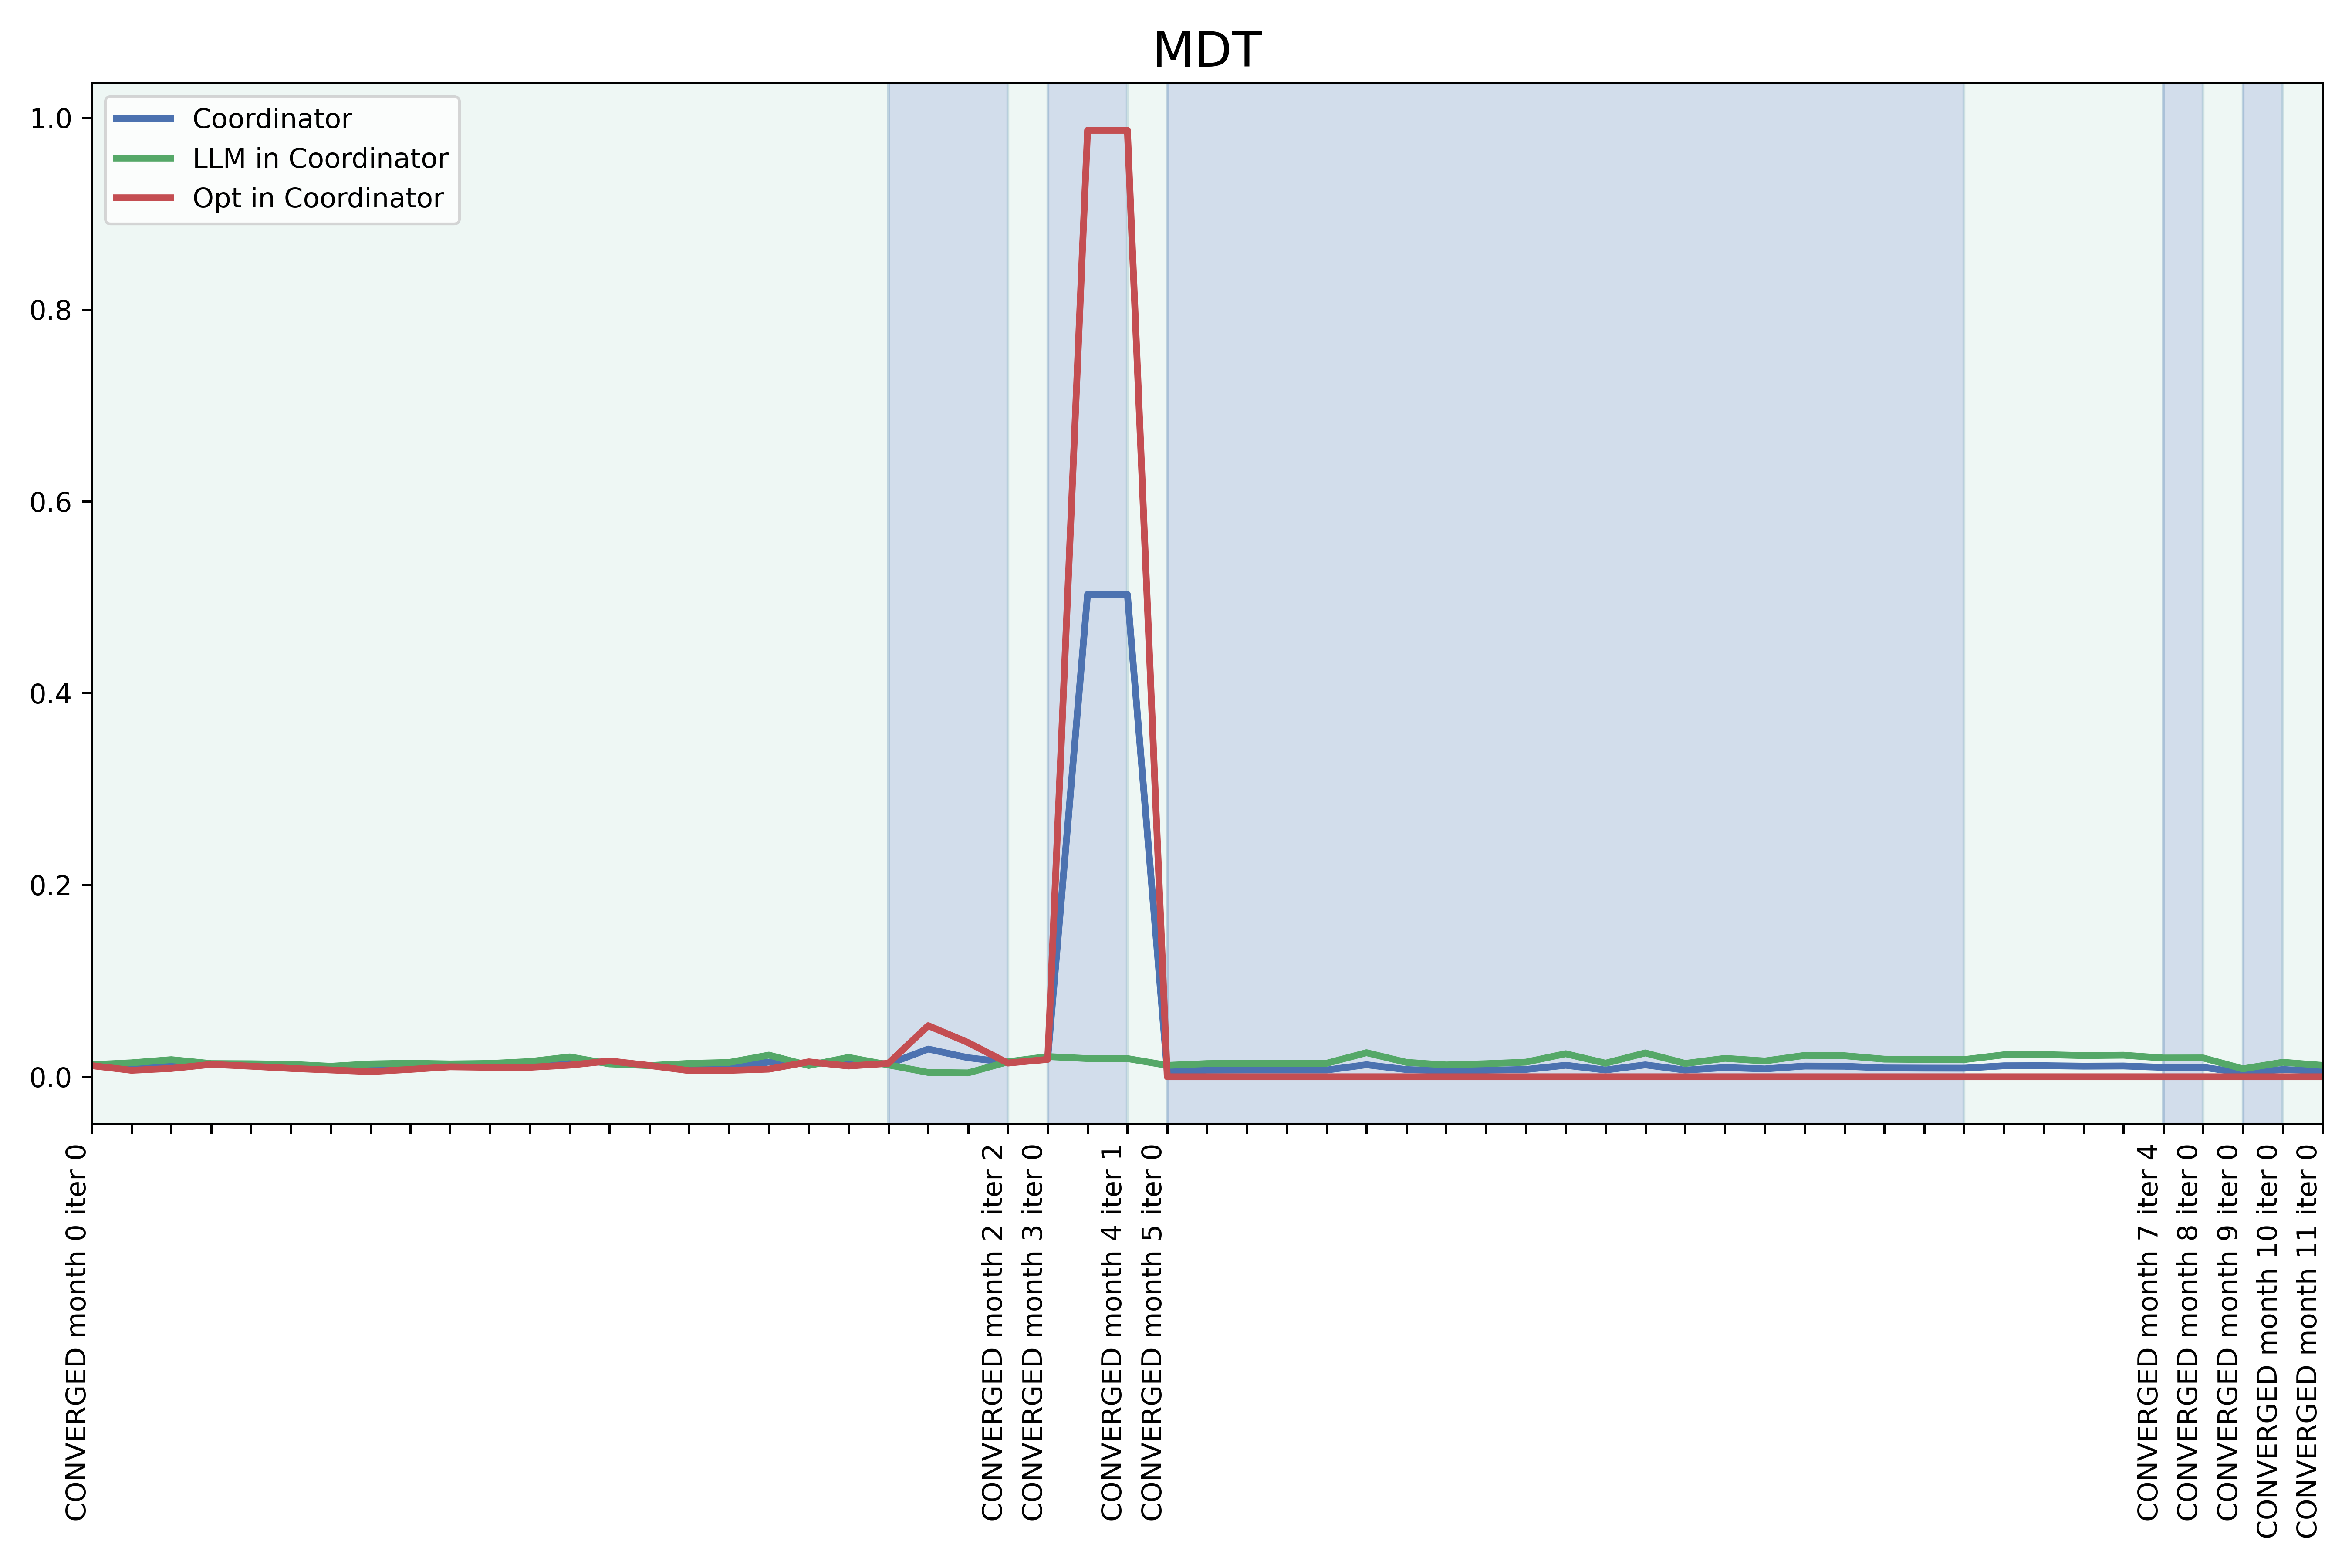 MDT
Coordinator
LLM in Coordinator
Opt in Coordinator
1.0
0.8
0.6
0.4
0.2
0.0
CONVERGED month 0 iter 0
CONVERGED month 2 iter 2
CONVERGED month 3 iter 0
CONVERGED month 4 iter 1
CONVERGED month 5 iter 0
CONVERGED month 7 iter 4
CONVERGED month 8 iter 0
CONVERGED month 9 iter 0
CONVERGED month 10 iter 0
CONVERGED month 11 iter 0